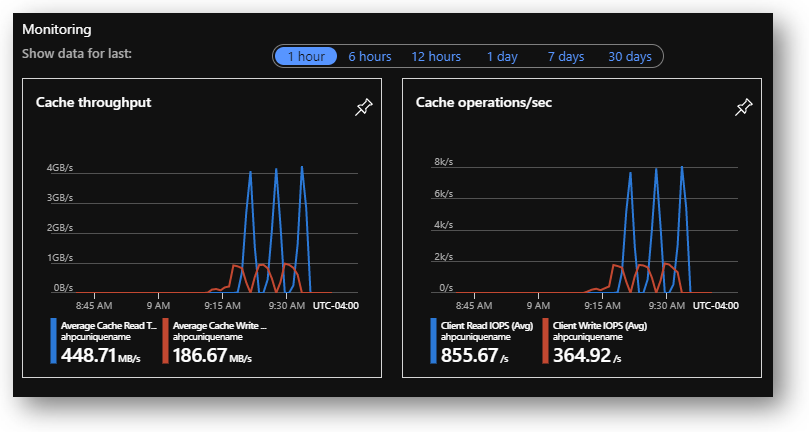 Monitoring
Show data for last:
1 hour
6 hours
12 hours
1 day
7 days
30 days
Cache throughput
4GB/s
3GB/s
2GB/s
1GB/s
0B/s
8:45 AM
9 AM
9:15 AM
9:30 AM
UTC-04:00
Average Cache Read T...
ahpcuniquename
448.71 MB/s
Average Cache Write ...
ahpcuniquename
186.67 MB/s
Cache operations/sec
8k/s
6k/s
4k/s
2k/s
0/s
8:45 AM
9 AM
9:15 AM
9:30 AM
UTC-04:00
Client Read IOPS (Avg)
ahpcuniquename
855.67 /s
Client Write IOPS (Avg)
ahpcuniquename
364.92 /s